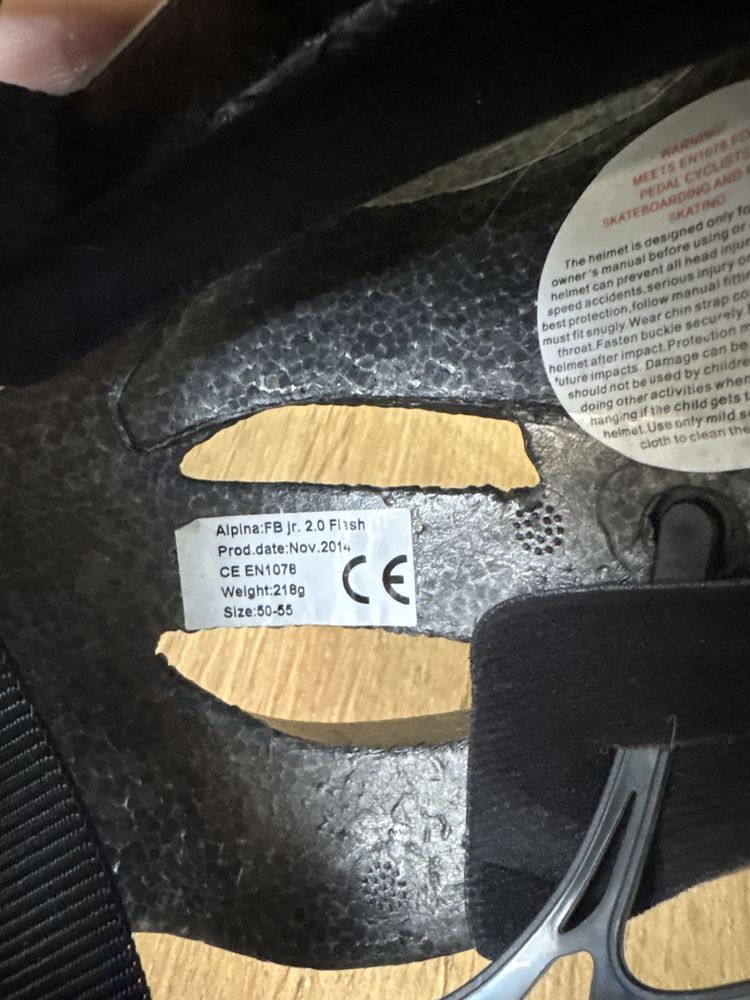 WARNING!
MEETS EN1078 FO
PEDAL CYCLISTS
SKATEBOARDING AND
SKATING
The helmet is designed only fo
owner's manual before using or
helmet can prevent all head injur
speed accidents,serious injury o
best protection,follow manual fittin
must fit snugly.Wear chin strap co
throat.Fasten buckle securely.
helmet after impact.Protection m
future impacts. Damage can be
should not be used by childre
doing other activities when
hanging if the child gets t
helmet.Use only mild s
cloth to clean the
Alpina:FB jr. 2.0 Flash
Prod.date:Nov.2014
CE EN1078
Weight:218g
Size:50-55
CE